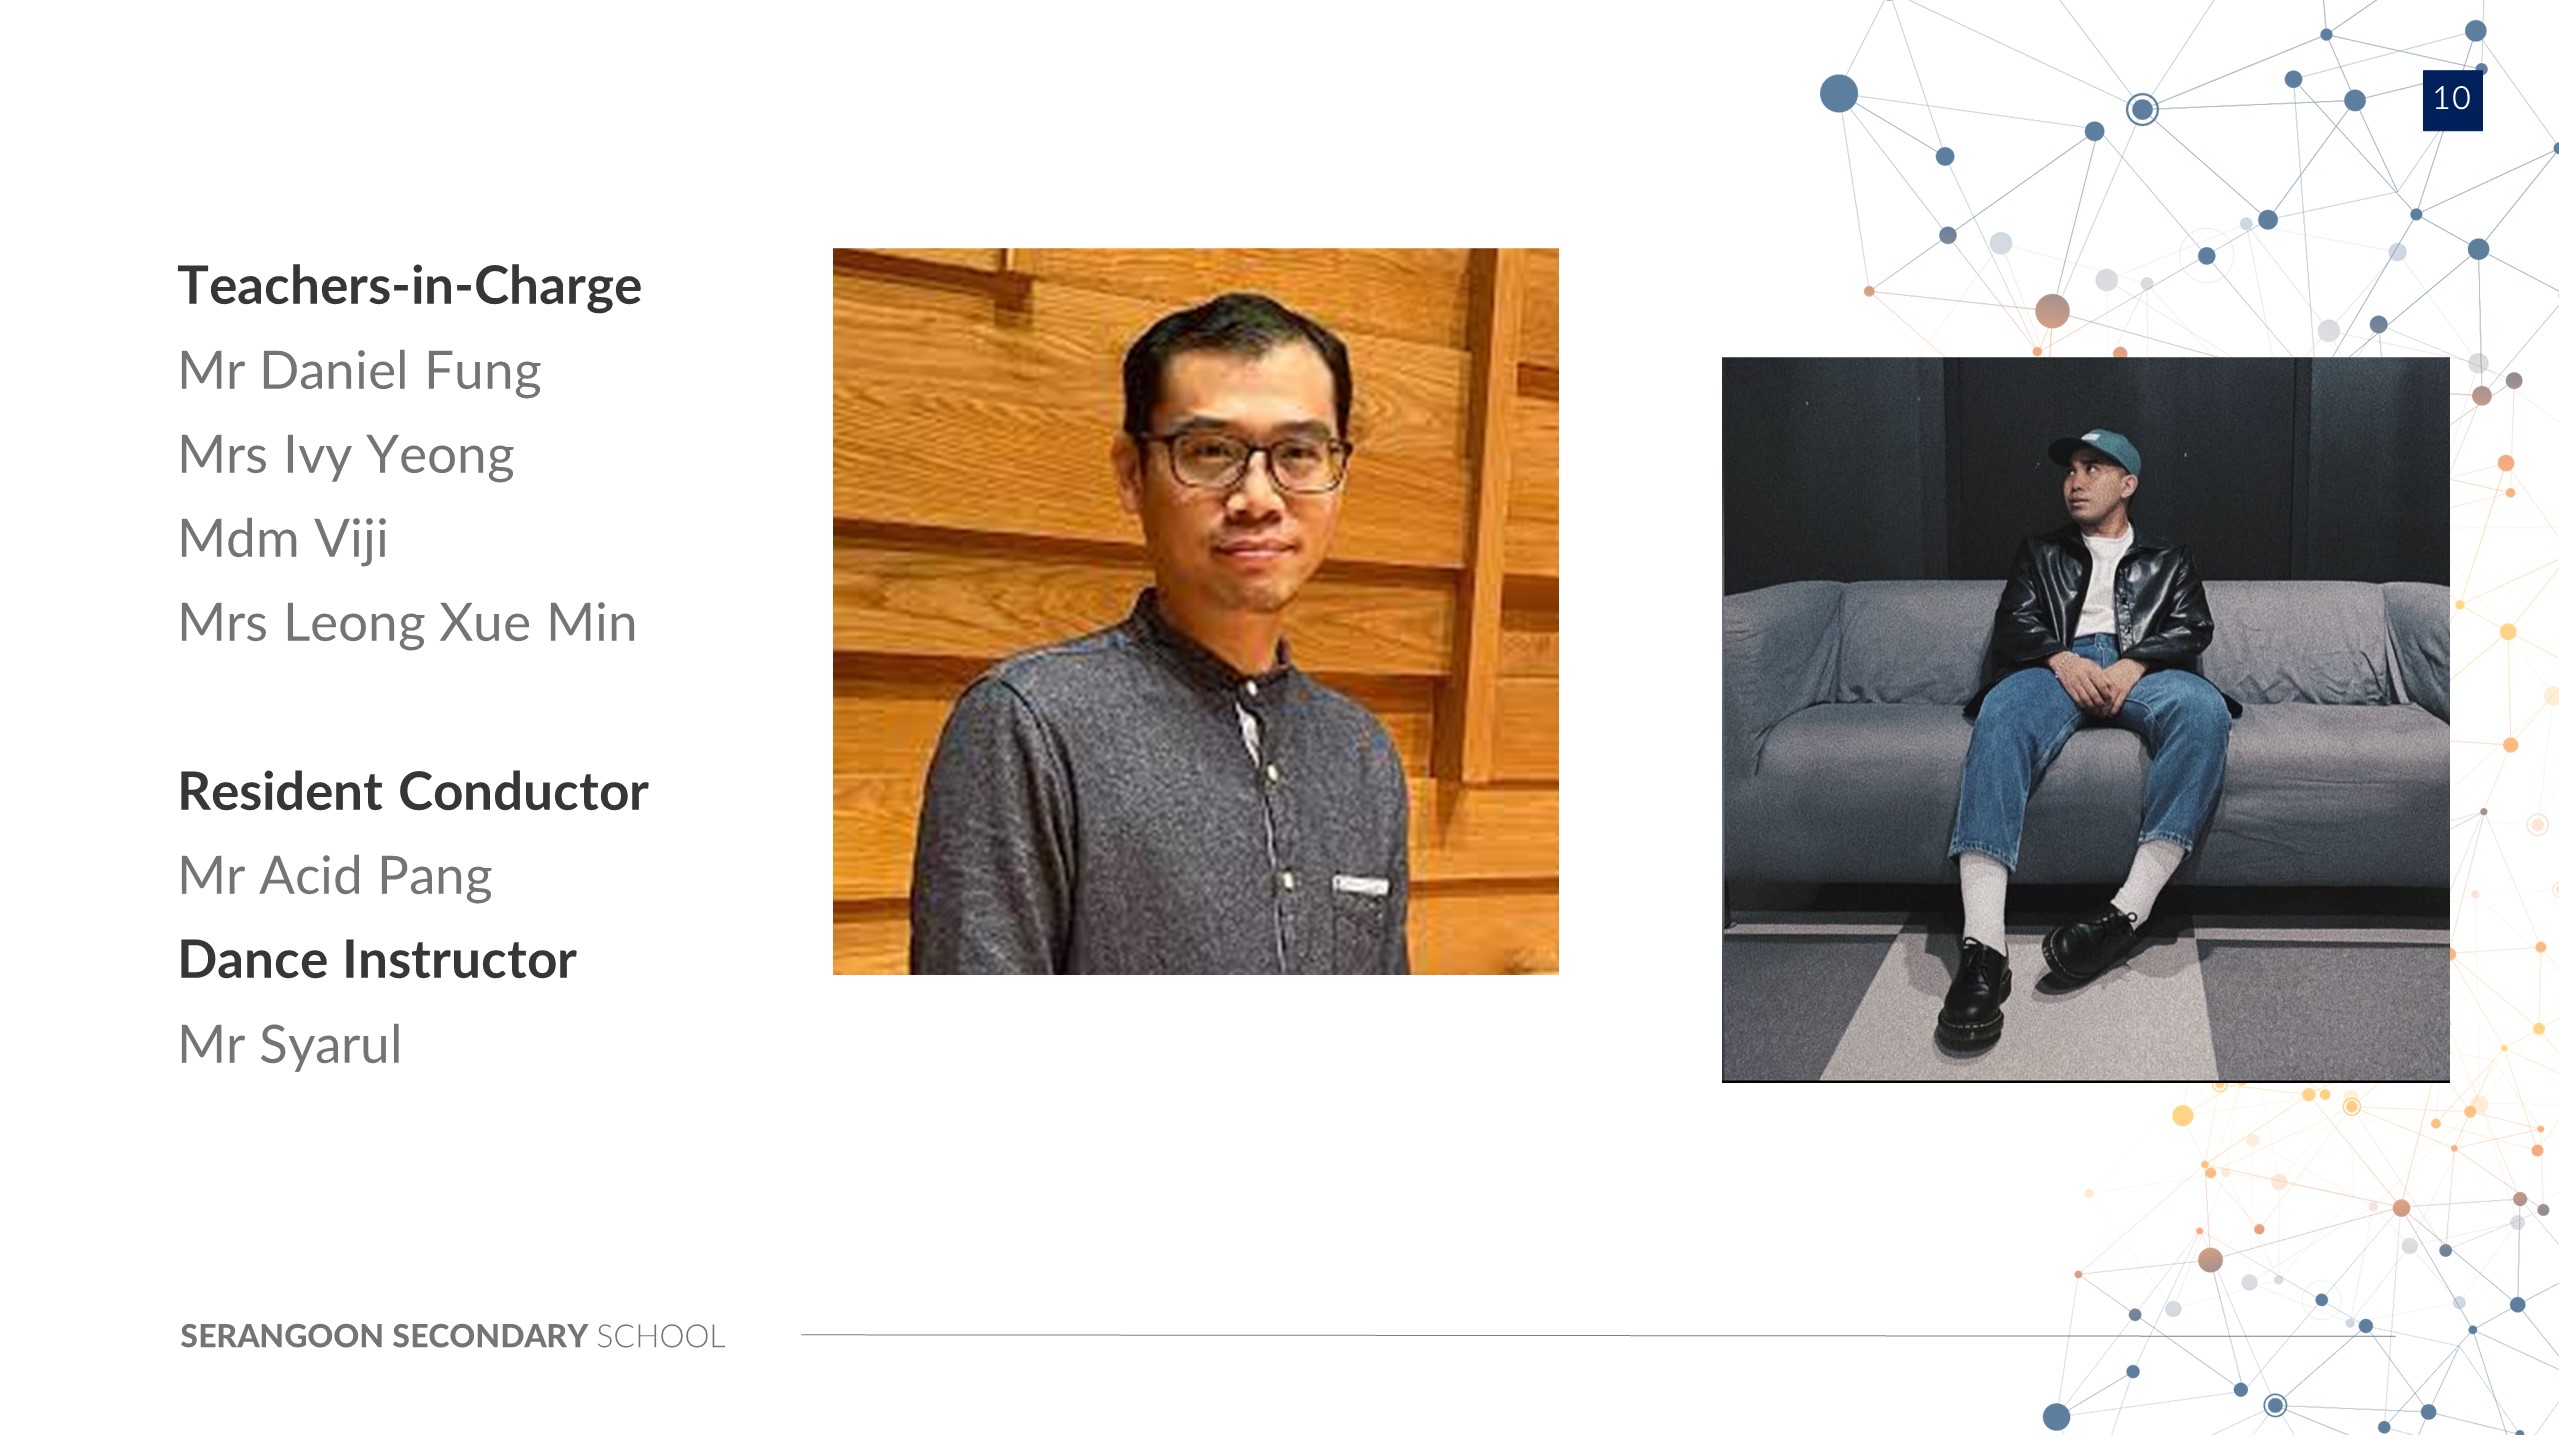 10
Teachers-in-Charge
Mr Daniel Fung
Mrs Ivy Yeong
Mdm Viji
Mrs Leong Xue Min
Resident Conductor
Mr Acid Pang
Dance Instructor
Mr Syarul
SERANGOON SECONDARY SCHOOL